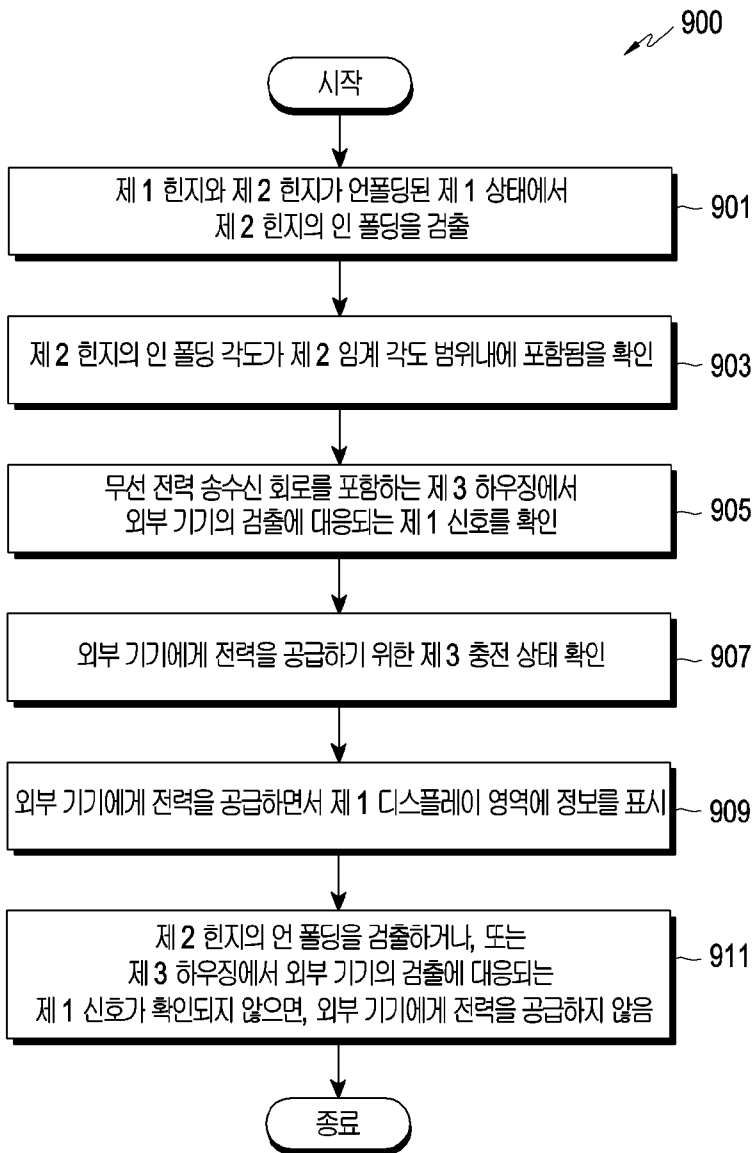 900
시작
제 1 힌지와 제 2 힌지가 언폴딩된 제 1 상태에서
제 2 힌지의 인 폴딩을 검출
901
제 2 힌지의 인 폴딩 각도가 제 2 임계 각도 범위내에 포함됨을 확인
903
무선 전력 송수신 회로를 포함하는 제 3 하우징에서
외부 기기의 검출에 대응되는 제 1 신호를 확인
905
외부 기기에게 전력을 공급하기 위한 제 3 충전 상태 확인
907
외부 기기에게 전력을 공급하면서 제 1 디스플레이 영역에 정보를 표시
909
제 2 힌지의 언 폴딩을 검출하거나, 또는
제 3 하우징에서 외부 기기의 검출에 대응되는
제 1 신호가 확인되지 않으면, 외부 기기에게 전력을 공급하지 않음
911
종료